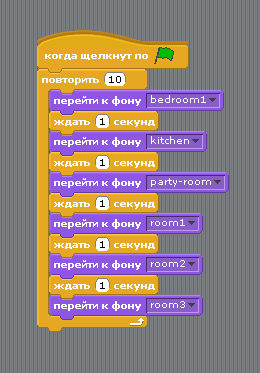 когда щелкнут по
повторить 10
перейти к фону bedroom1
ждать 1 секунд
перейти к фону kitchen
ждать 1 секунд
перейти к фону party-room
ждать 1 секунд
перейти к фону room1
ждать 1 секунд
перейти к фону room2
ждать 1 секунд
перейти к фону room3